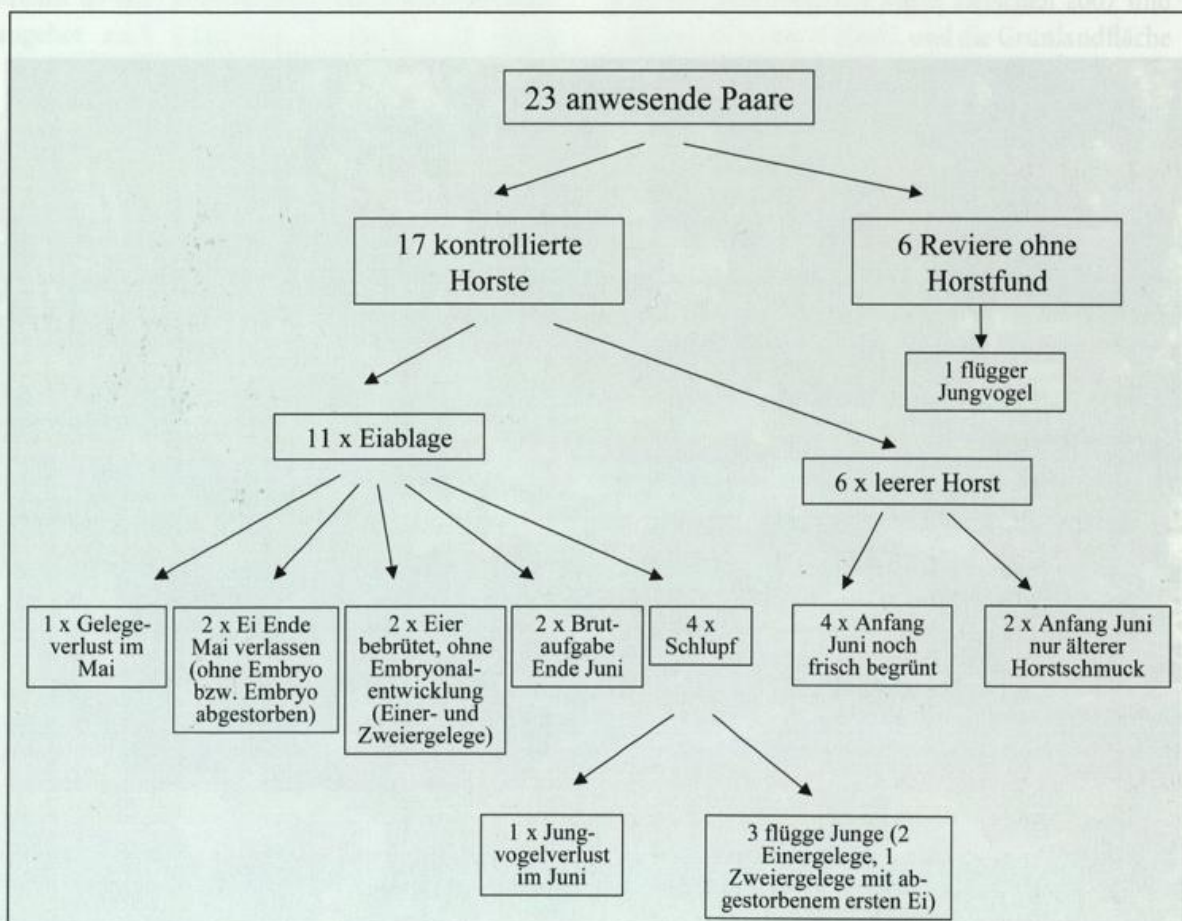 und die Grünlandfläche
23 anwesende Paare
17 kontrollierte
Horste
6 Reviere ohne
Horstfund
1 flügger
Jungvogel
11 x Eiablage
6 x leerer Horst
1 x Gelege-
verlust im
Mai
2 x Ei Ende
Mai verlassen
(ohne Embryo
bzw. Embryo
abgestorben)
2 x Eier
bebrütet, ohne
Embryonal-
entwicklung
(Einer- und
Zweiergelege)
2 x Brut-
aufgabe
Ende Juni
4 x
Schlupf
4 x Anfang
Juni noch
frisch begrünt
2 x Anfang Juni
nur älterer
Horstschmuck
1 x Jung-
vogelverlust
im Juni
3 flügge Junge (2
Einergelege, 1
Zweiergelege mit ab-
gestorbenem ersten Ei)